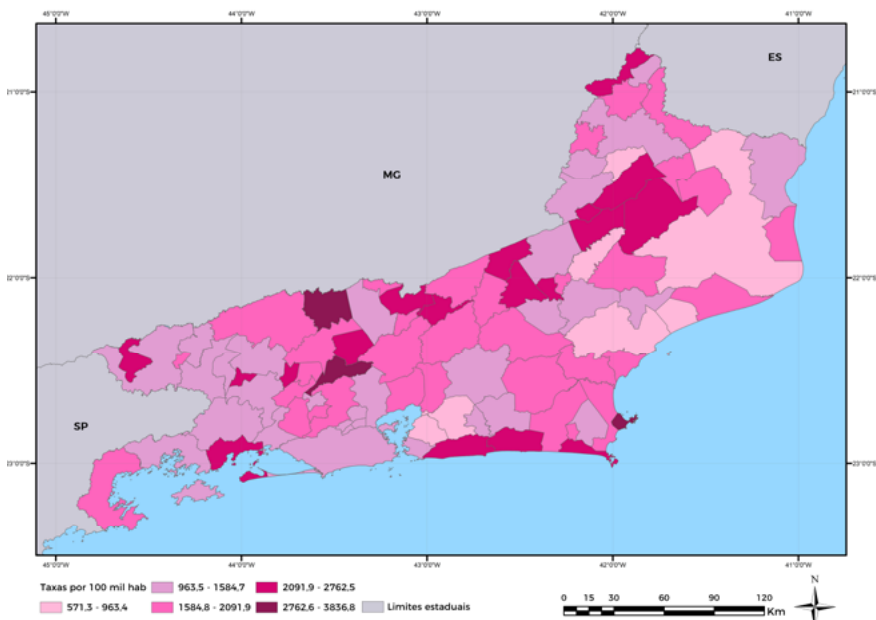 45°0'0"W 44°0'0"W 43°0'0"W 42°0'0"W 41°0'0"W
ES
21°0'0"S 21°0'0"S
MG
22°0'0"S 22°0'0"S
SP
23°0'0"S 23°0'0"S
45°0'0"W 44°0'0"W 43°0'0"W 42°0'0"W 41°0'0"W
Taxas por 100 mil hab 963,5 - 1584,7 2091,9 - 2762,5
571,3 - 963,4 1584,8 - 2091,9 2762,6 - 3836,8 Limites estaduais
0 15 30 60 90 120
Km
N